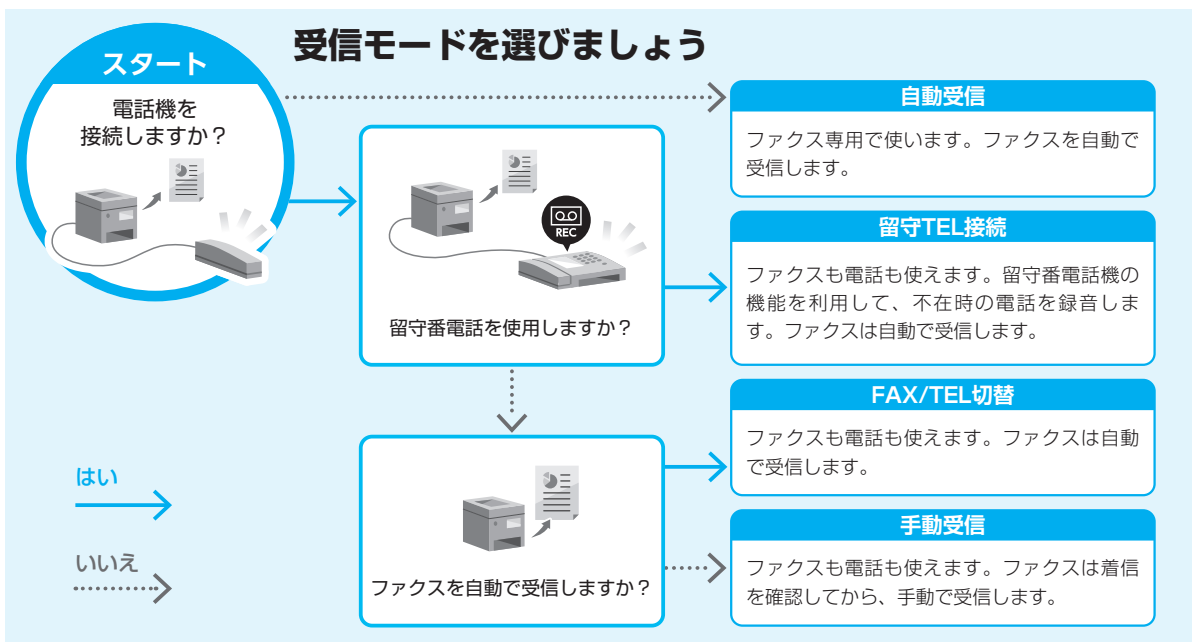 受信モードを選びましょう
スタート
電話機を
接続しますか？
自動受信
ファクス専用で使います。ファクスを自動で
受信します。
REC
留守番電話を使用しますか？
留守TEL接続
ファクスも電話も使えます。留守番電話機の
機能を利用して、不在時の電話を録音しま
す。ファクスは自動で受信します。
FAX/TEL切替
ファクスも電話も使えます。ファクスは自動
で受信します。
ファクスを自動で受信しますか？
手動受信
ファクスも電話も使えます。ファクスは着信
を確認してから、手動で受信します。
はい
いいえ